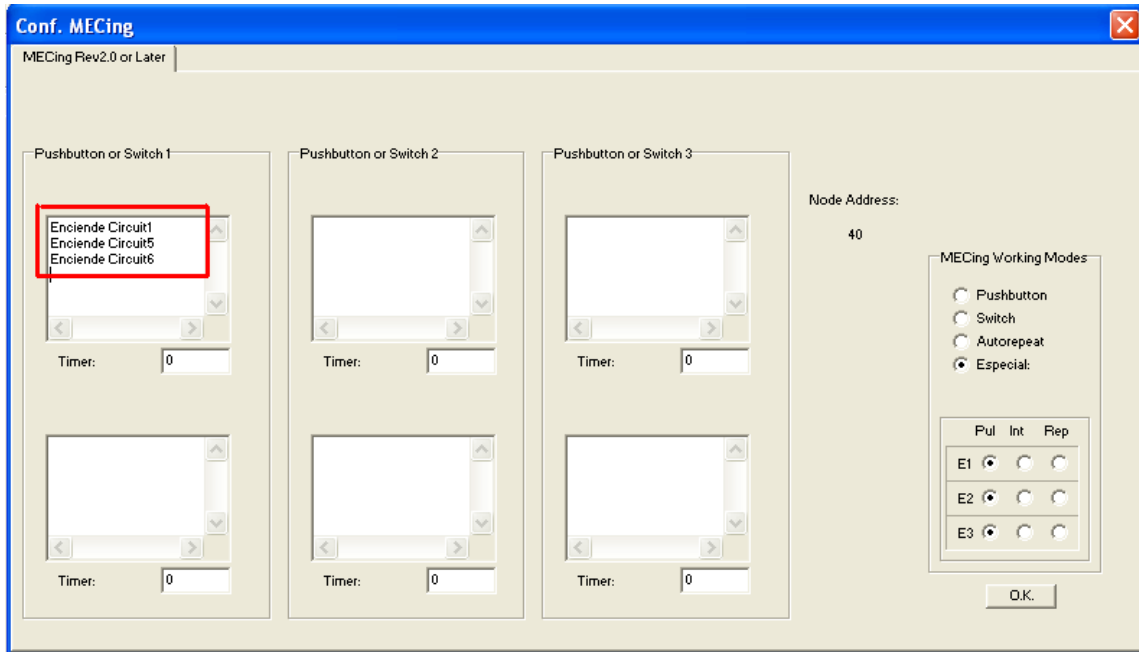 Conf. MECing
MECing Rev2.0 or Later
Pushbutton or Switch 1
Enciende Circuit1
Enciende Circuit5
Enciende Circuit6
Timer: 0
Timer: 0
Pushbutton or Switch 2
Timer: 0
Timer: 0
Pushbutton or Switch 3
Timer: 0
Timer: 0
Node Address:
40
MECing Working Modes
Pushbutton
Switch
Autorepeat
Especial:
Pul Int Rep
E1
E2
E3
O.K.